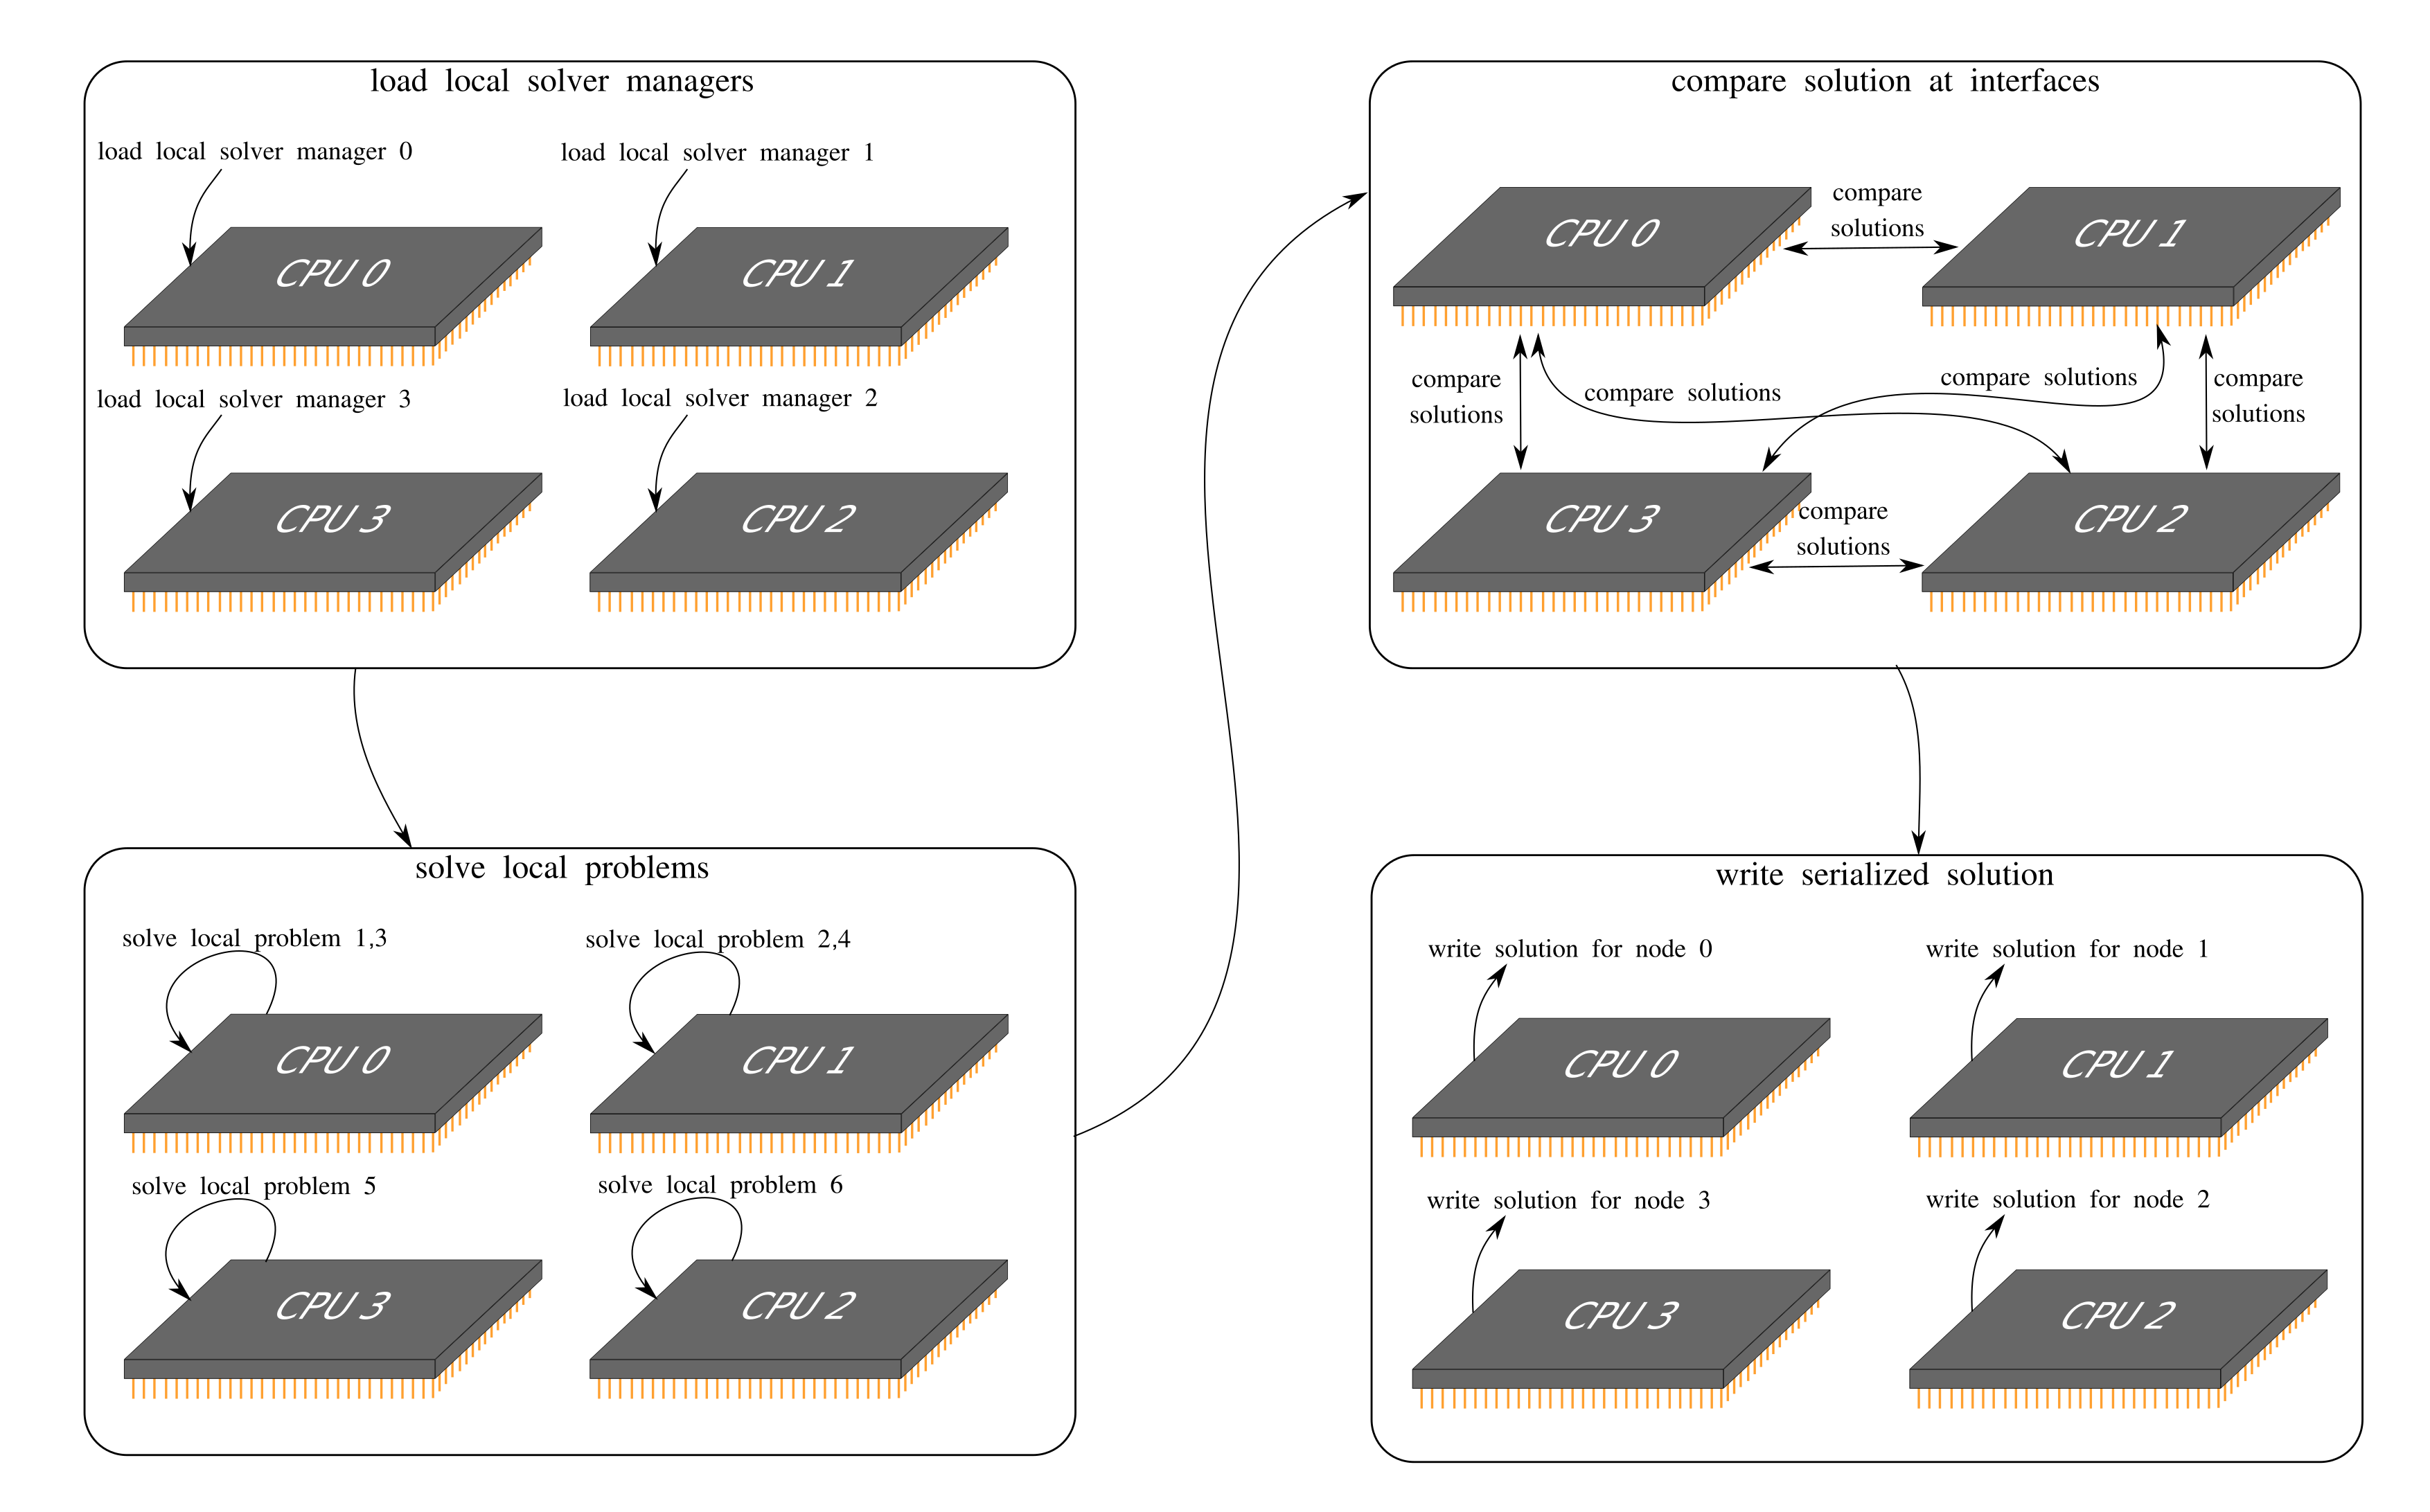 load local solver managers
load local solver manager 0
load local solver manager 1
CPU 0
CPU 1
load local solver manager 3
load local solver manager 2
CPU 3
CPU 2
solve local problems
solve local problem 1,3
solve local problem 2,4
CPU 0
CPU 1
solve local problem 5
solve local problem 6
CPU 3
CPU 2
compare solution at interfaces
CPU 0
compare
solutions
CPU 1
compare
solutions
compare solutions
compare solutions
compare
solutions
CPU 3
compare
solutions
CPU 2
write serialized solution
write solution for node 0
write solution for node 1
CPU 0
CPU 1
write solution for node 3
write solution for node 2
CPU 3
CPU 2